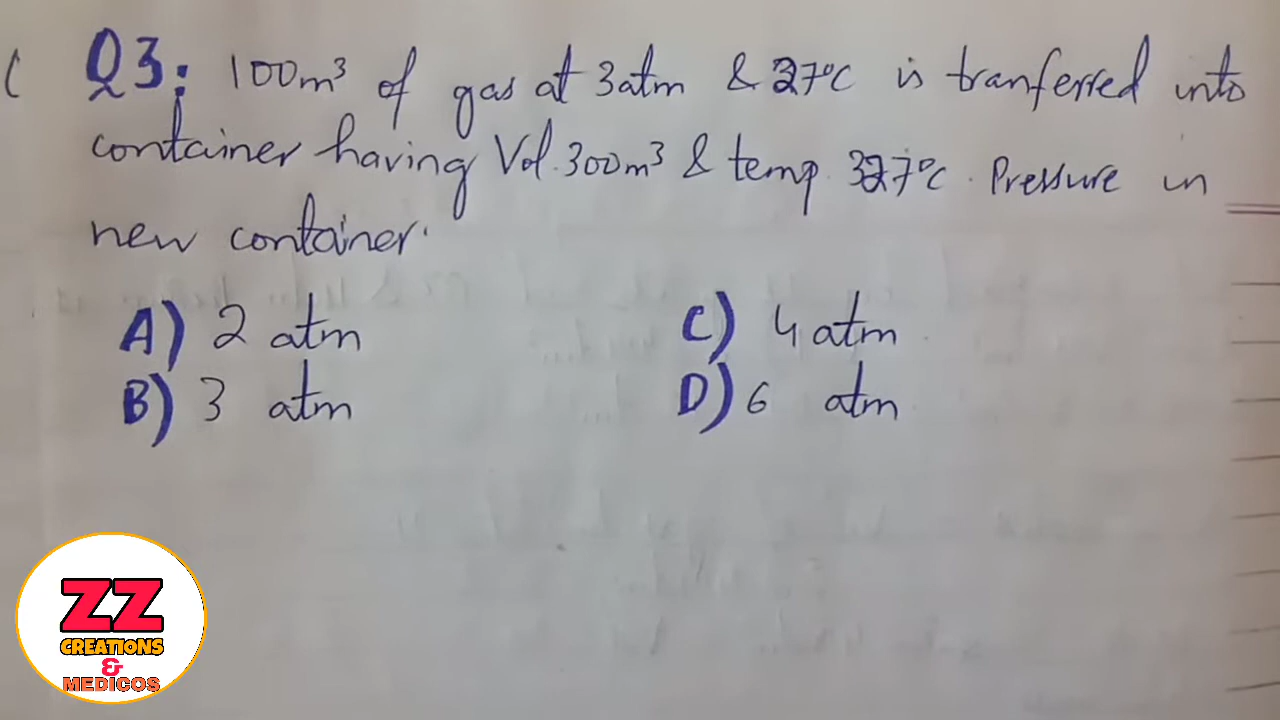 ( Q3: 100m³ of gas at 3atm & 27°C is tranferred into
container having Vol. 300m³ & temp. 327°C. Pressure in
new container.
A) 2 atm
C) 4 atm
B) 3 atm
D) 6 atm
ZZ
CREATIONS
&
MEDICOS